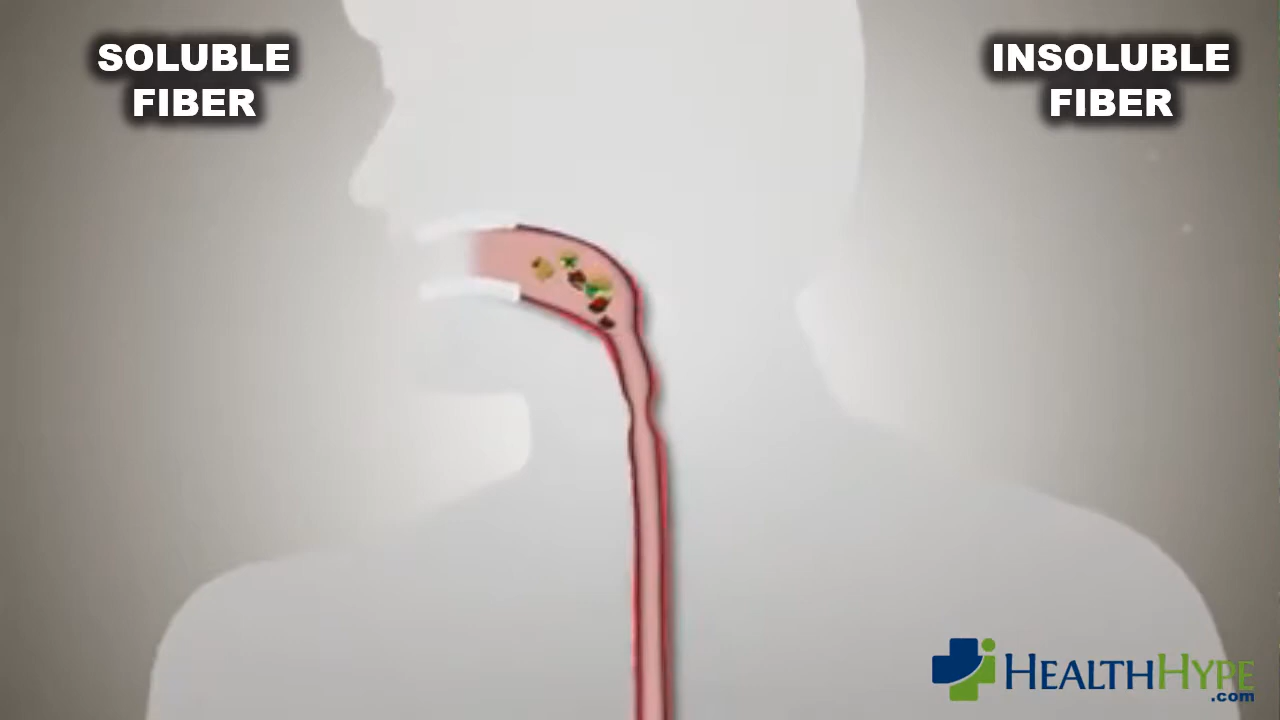 SOLUBLE
FIBER
INSOLUBLE
FIBER
HEALTHHYPE
.com